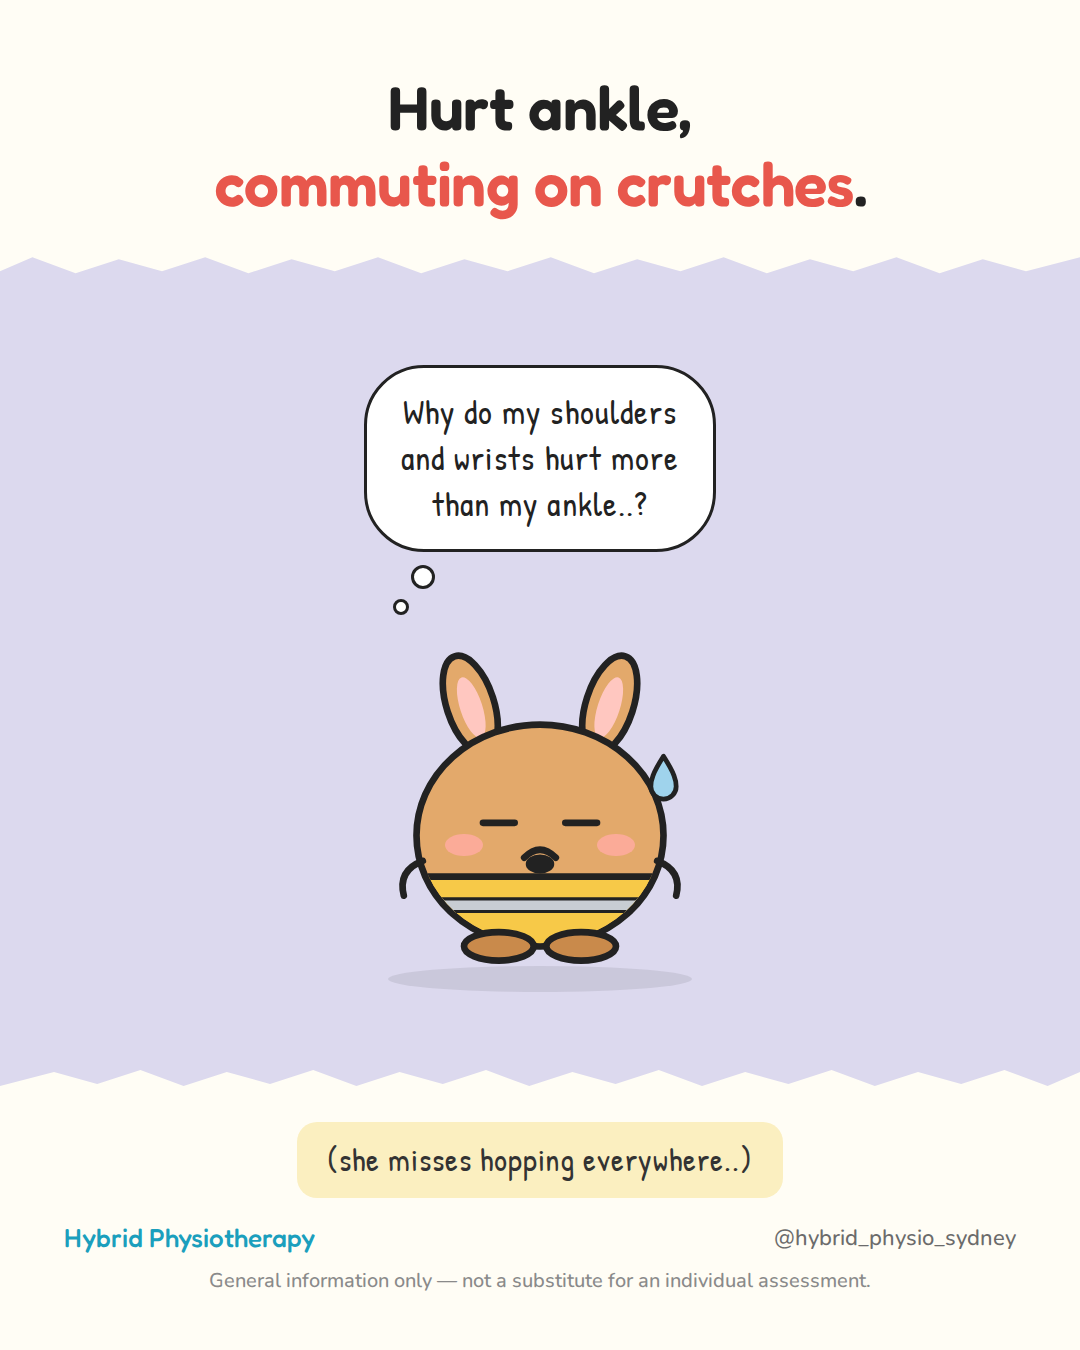 Hurt ankle,
commuting on crutches.
Why do my shoulders
and wrists hurt more
than my ankle..?
(she misses hopping everywhere..)
Hybrid Physiotherapy
@hybrid_physio_sydney
General information only — not a substitute for an individual assessment.